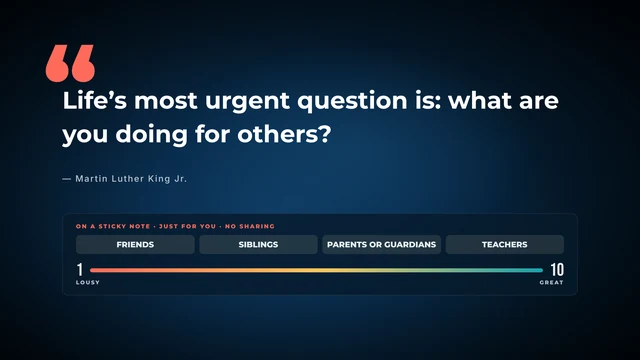 “
Life’s most urgent question is: what are
you doing for others?
— Martin Luther King Jr.
ON A STICKY NOTE · JUST FOR YOU · NO SHARING
FRIENDS SIBLINGS PARENTS OR GUARDIANS TEACHERS
1 10
LOUSY GREAT